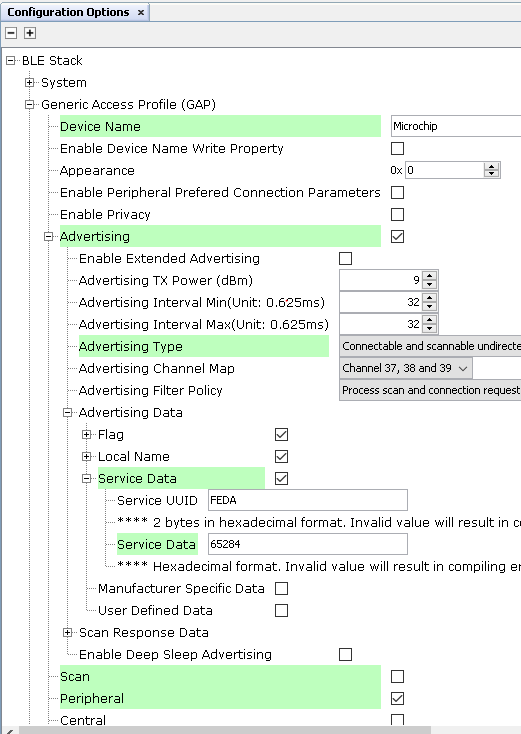 Configuration Options ×
BLE Stack
System
Generic Access Profile (GAP)
Device Name Microchip
Enable Device Name Write Property
Appearance 0x 0
Enable Peripheral Prefered Connection Parameters
Enable Privacy
Advertising
Enable Extended Advertising
Advertising TX Power (dBm) 9
Advertising Interval Min(Unit: 0.625ms) 32
Advertising Interval Max(Unit: 0.625ms) 32
Advertising Type Connectable and scannable undirecte
Advertising Channel Map Channel 37, 38 and 39
Advertising Filter Policy Process scan and connection request
Advertising Data
Flag
Local Name
Service Data
Service UUID FEDA
**** 2 bytes in hexadecimal format. Invalid value will result in co
Service Data 65284
**** Hexadecimal format. Invalid value will result in compiling er
Manufacturer Specific Data
User Defined Data
Scan Response Data
Enable Deep Sleep Advertising
Scan
Peripheral
Central